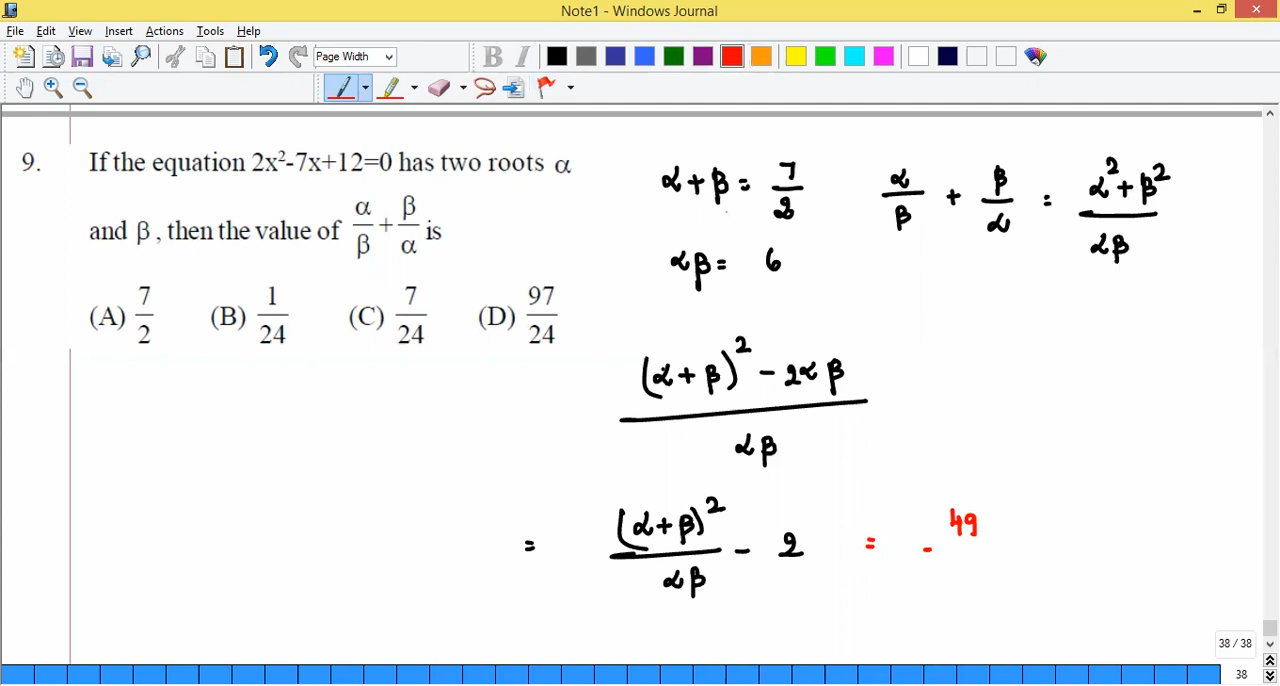 Note1 - Windows Journal
File Edit View Insert Actions Tools Help
Page Width
9. If the equation 2x²-7x+12=0 has two roots α
and β, then the value of α/β + β/α is
(A) 7/2 (B) 1/24 (C) 7/24 (D) 97/24
α + β = 7/2
α/β + β/α = α² + β² / αβ
αβ = 6
(α + β)² - 2αβ / αβ
= (α + β)² / αβ - 2 = - 49
38 / 38
38